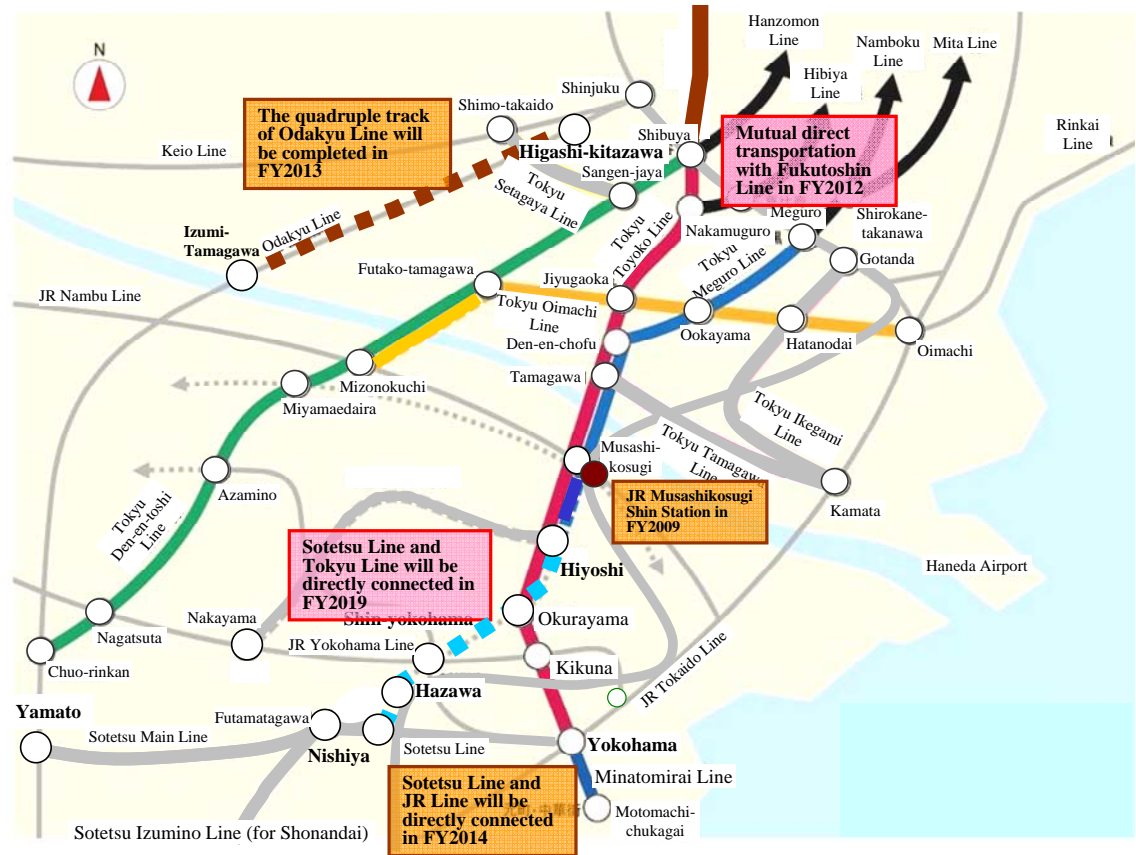 Hanzomon
Line
Namboku
Line
Mita Line
N
Hibiya
Line
Shinjuku
Shimo-takaido
The quadruple track
of Odakyu Line will
be completed in
FY2013
Rinkai
Line
Shibuya
Mutual direct
transportation
with Fukutoshin
Line in FY2012
Keio Line
Higashi-kitazawa
Sangen-jaya
Tokyu
Setagaya Line
Meguro
Shirokane-
takanawa
Izumi-
Tamagawa
Odakyu Line
Tokyu
Toyoko Line
Nakamuguro
Tokyu
Meguro Line
Gotanda
Futako-tamagawa
Jiyugaoka
JR Nambu Line
Tokyu Oimachi
Line
Den-en-chofu
Ookayama
Hatanodai
Oimachi
Mizonokuchi
Tamagawa
Miyamaedaira
Tokyu Ikegami
Line
Musashi-
kosugi
Tokyu Tamagawa
Line
Azamino
Kamata
JR Musashikosugi
Shin Station in
FY2009
Tokyu
Den-en-toshi
Line
Sotetsu Line and
Tokyu Line will be
directly connected in
FY2019
Hiyoshi
Haneda Airport
Nakayama
Shin-yokohama
Okurayama
Nagatsuta
JR Yokohama Line
Chuo-rinkan
Kikuna
JR Tokaido Line
Hazawa
Yamato
Futamatagawa
Sotetsu Main Line
Nishiya
Sotetsu Line
Yokohama
Minatomirai Line
Sotetsu Line and
JR Line will be
directly connected
in FY2014
Motomachi-
chukagai
Sotetsu Izumino Line (for Shonandai)